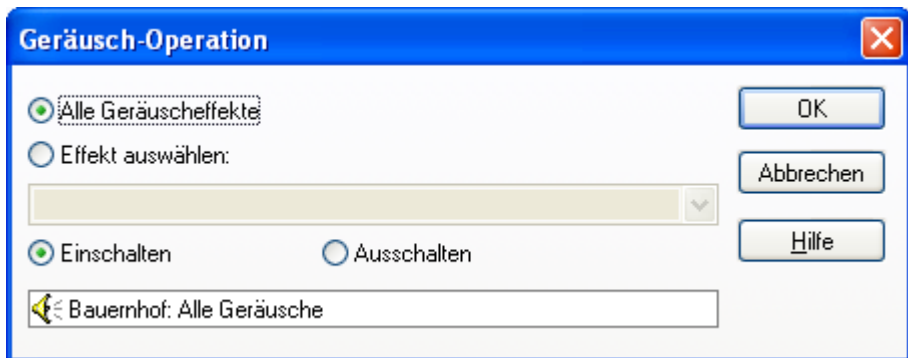 Geräusch-Operation
Alle Geräuscheffekte
OK
Effekt auswählen:
Abbrechen
Einschalten
Ausschalten
Hilfe
Bauernhof: Alle Geräusche